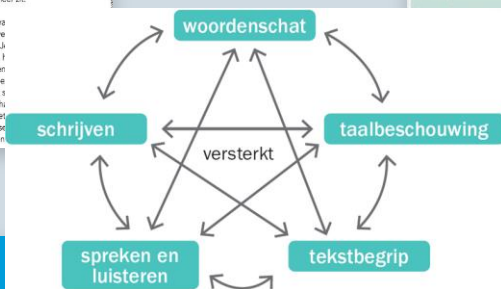 woordenschat
schrijven
taalbeschouwing
versterkt
spreken en
luisteren
tekstbegrip